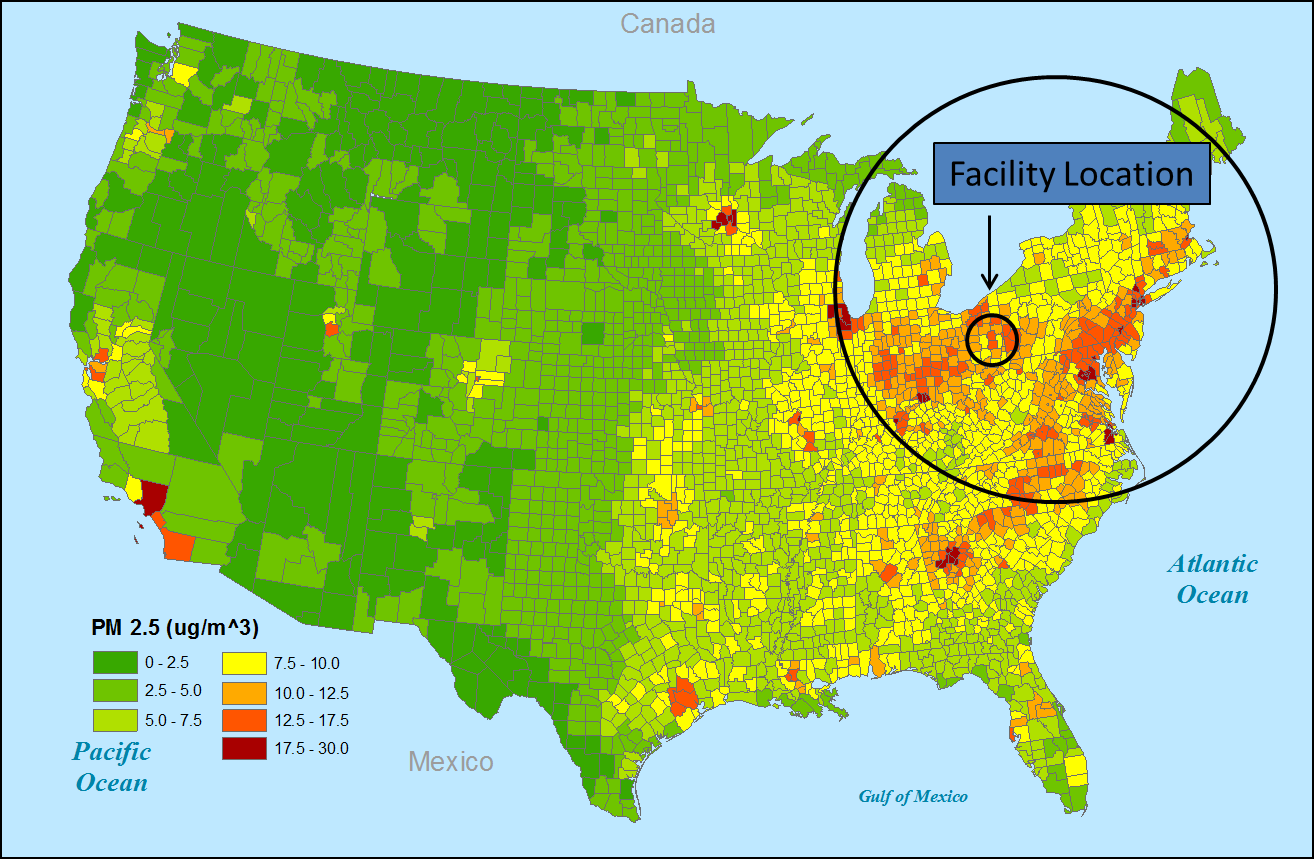 Canada
Facility Location
Atlantic
Ocean
PM 2.5 (ug/m^3)
0 - 2.5
2.5 - 5.0
5.0 - 7.5
7.5 - 10.0
10.0 - 12.5
12.5 - 17.5
17.5 - 30.0
Pacific
Ocean
Mexico
Gulf of Mexico